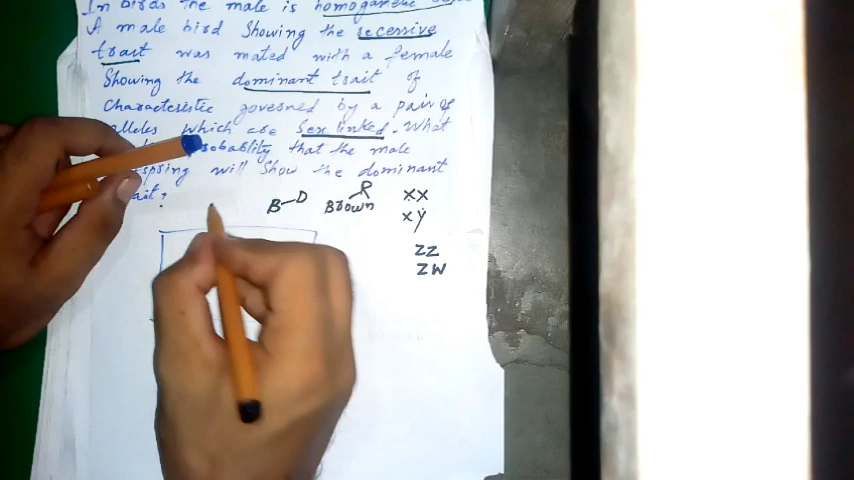 In birds the male is homogametic
A male bird Showing the recessive
trait was mated with a female
Showing the dominant trait of
Characteristic governed by a pair of
alleles which are Sex linked. What
probablity that the male
spring will Show the dominant
trait?
B-D Brown R XX
XY
ZZ
ZW